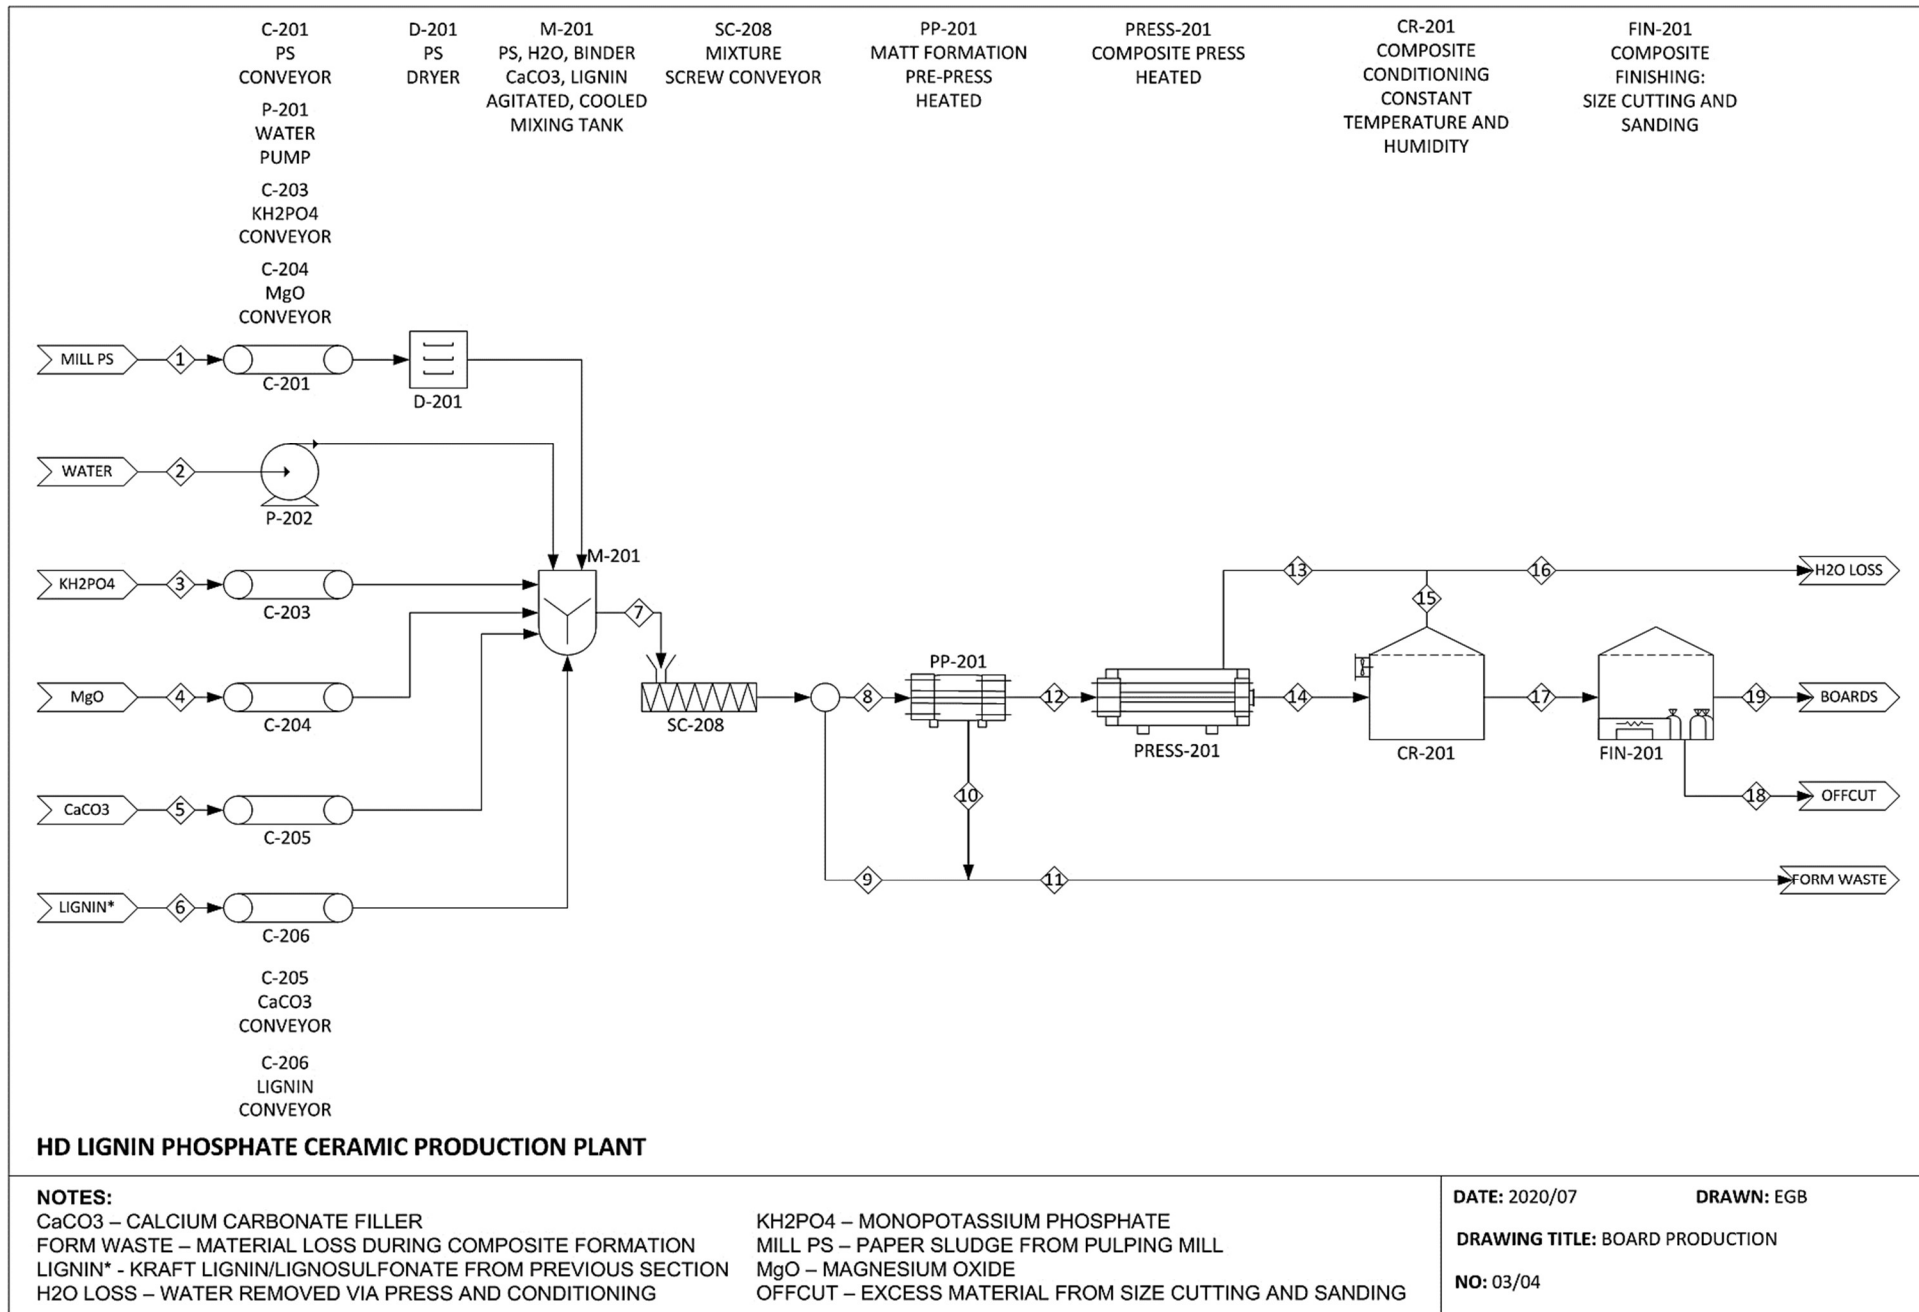 C-201
PS
CONVEYOR
P-201
WATER
PUMP
C-203
KH2PO4
CONVEYOR
C-204
MgO
CONVEYOR
D-201
PS
DRYER
M-201
PS, H2O, BINDER
CaCO3, LIGNIN
AGITATED, COOLED
MIXING TANK
SC-208
MIXTURE
SCREW CONVEYOR
PP-201
MATT FORMATION
PRE-PRESS
HEATED
PRESS-201
COMPOSITE PRESS
HEATED
CR-201
COMPOSITE
CONDITIONING
CONSTANT
TEMPERATURE AND
HUMIDITY
FIN-201
COMPOSITE
FINISHING:
SIZE CUTTING AND
SANDING
MILL PS
1
C-201
D-201
WATER
2
P-202
KH2PO4
3
C-203
M-201
7
MgO
4
C-204
SC-208
CaCO3
5
C-205
LIGNIN*
6
C-206
8
PP-201
12
PRESS-201
13
14
15
16
H2O LOSS
CR-201
17
FIN-201
19
BOARDS
18
OFFCUT
10
9
11
FORM WASTE
C-205
CaCO3
CONVEYOR
C-206
LIGNIN
CONVEYOR
HD LIGNIN PHOSPHATE CERAMIC PRODUCTION PLANT
NOTES:
CaCO3 – CALCIUM CARBONATE FILLER
FORM WASTE – MATERIAL LOSS DURING COMPOSITE FORMATION
LIGNIN* - KRAFT LIGNIN/LIGNOSULFONATE FROM PREVIOUS SECTION
H2O LOSS – WATER REMOVED VIA PRESS AND CONDITIONING
KH2PO4 – MONOPOTASSIUM PHOSPHATE
MILL PS – PAPER SLUDGE FROM PULPING MILL
MgO – MAGNESIUM OXIDE
OFFCUT – EXCESS MATERIAL FROM SIZE CUTTING AND SANDING
DATE: 2020/07 DRAWN: EGB
DRAWING TITLE: BOARD PRODUCTION
NO: 03/04